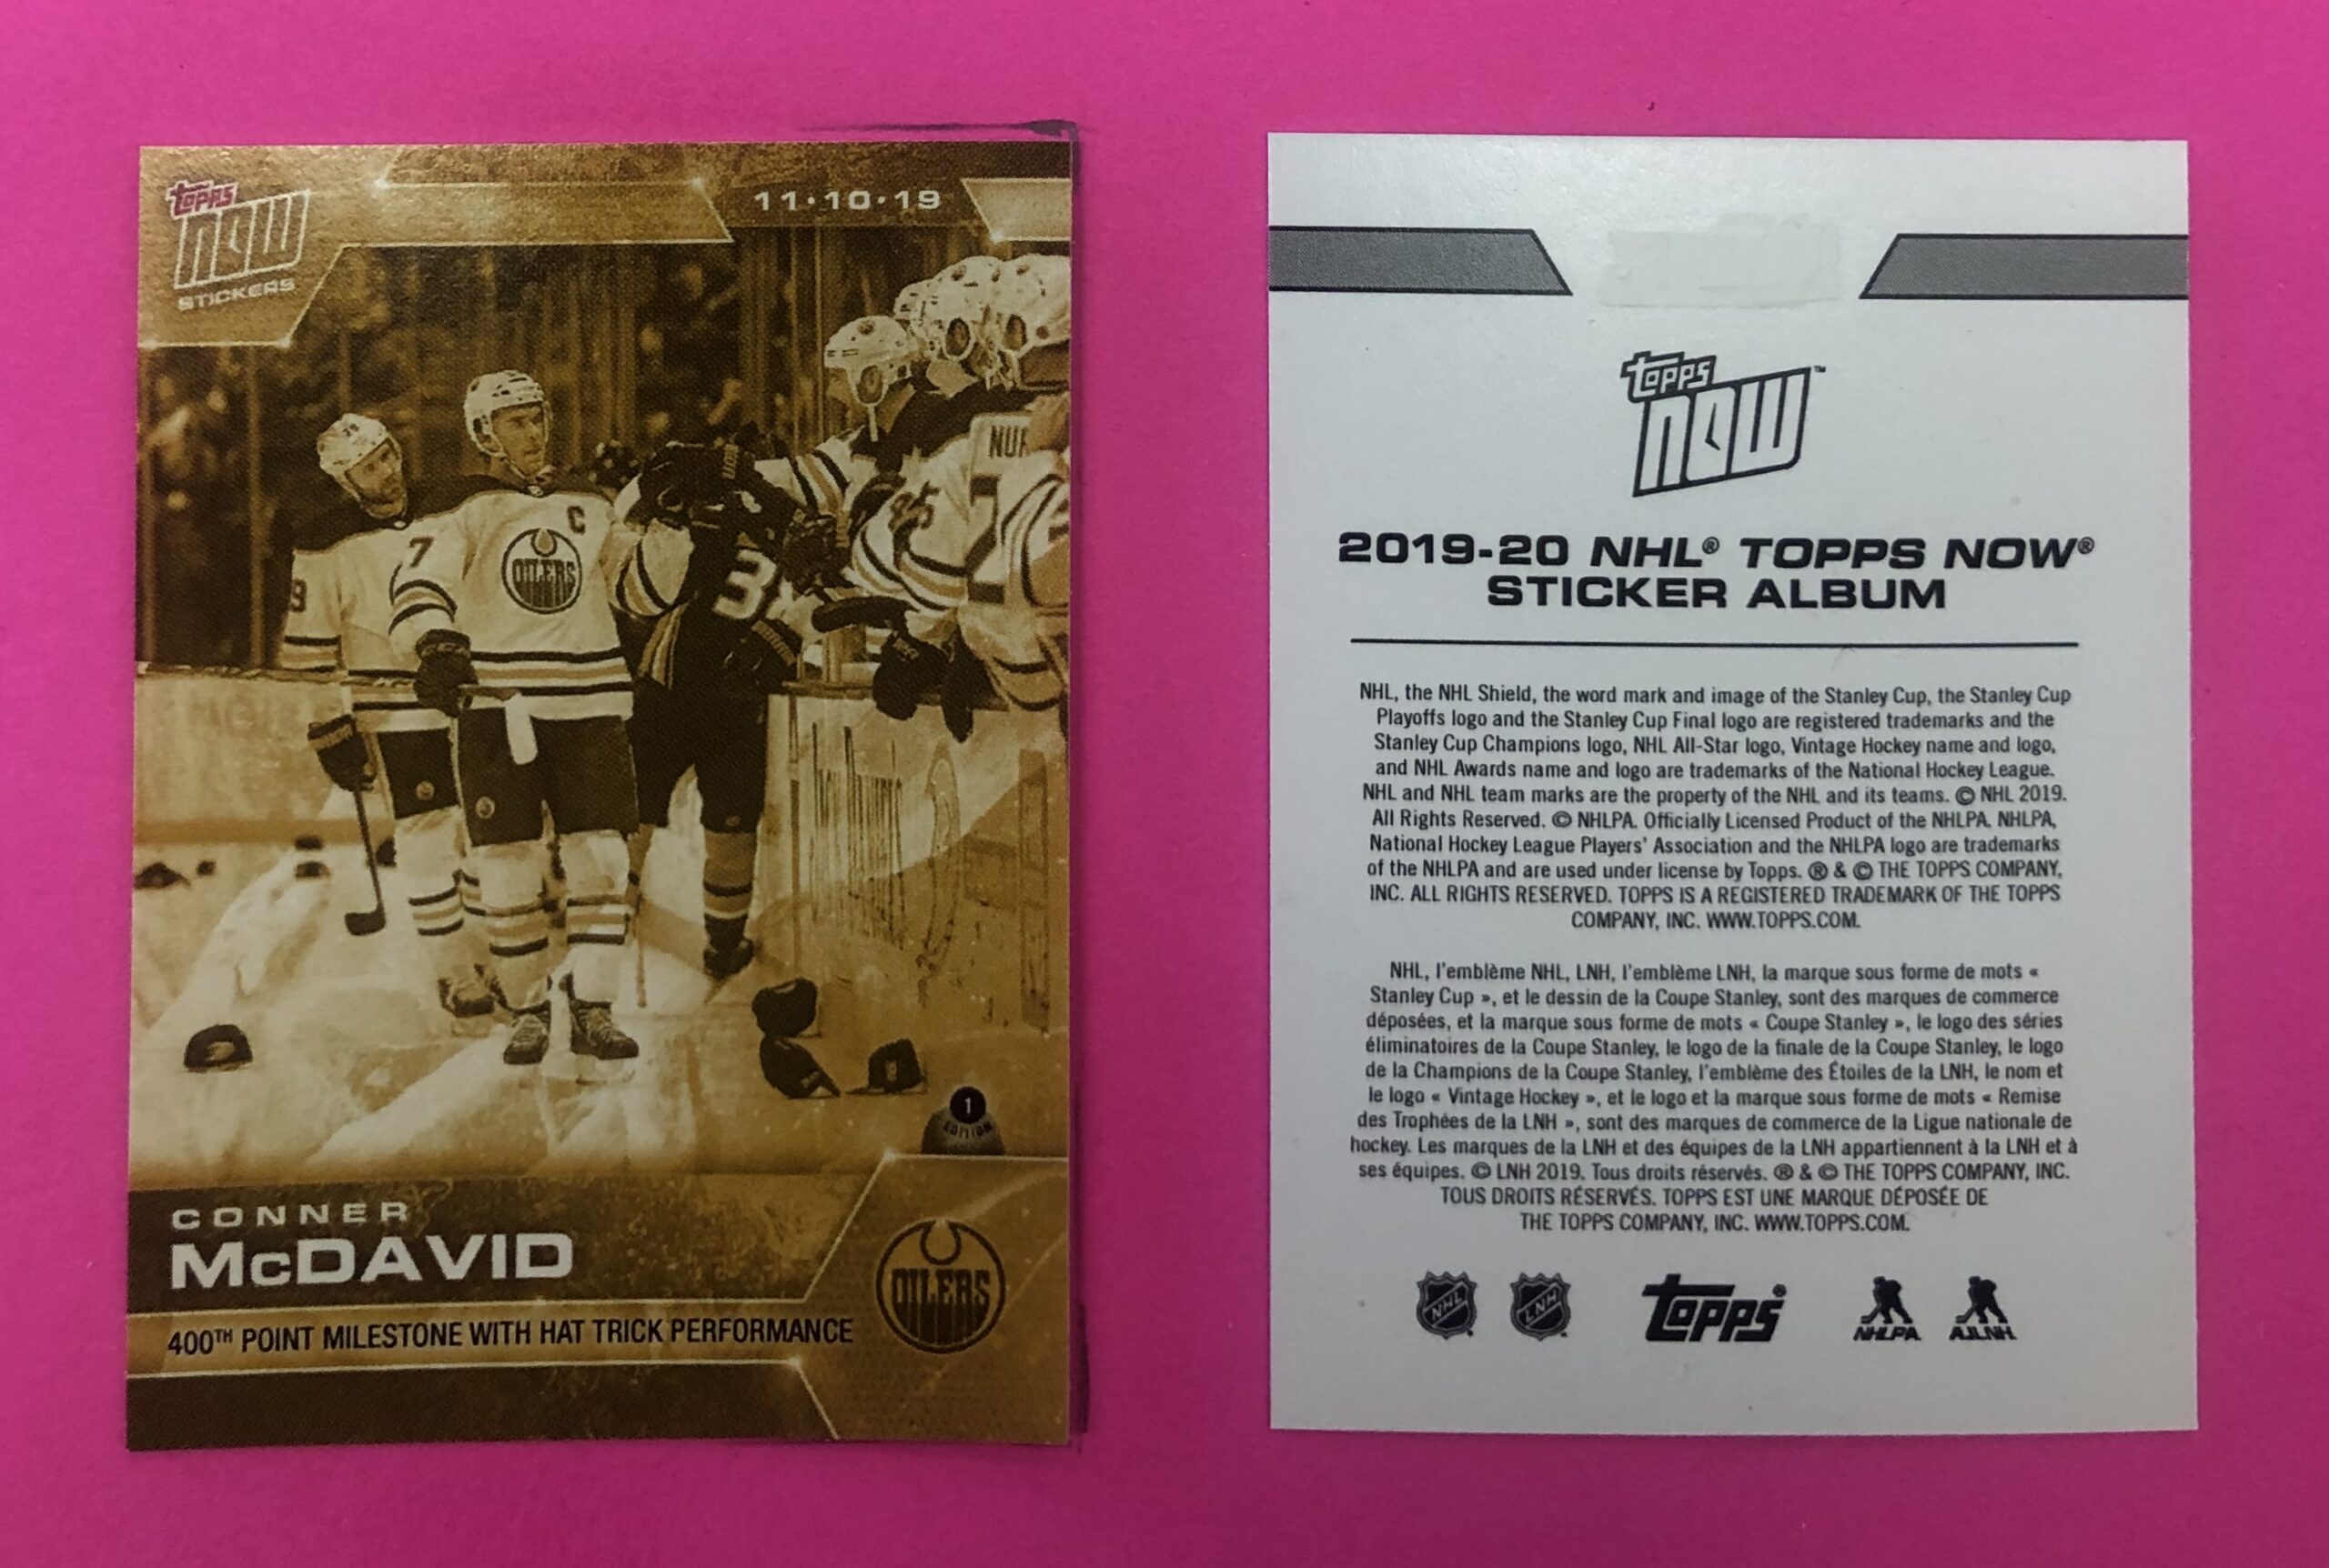 topps
NOW
STICKERS
11·10·19
28
C
7
OILERS
9
3
NUR
25
1
EDITION
CONNER
McDAVID
400TH POINT MILESTONE WITH HAT TRICK PERFORMANCE
OILERS
topps
NOW™
2019-20 NHL® TOPPS NOW®
STICKER ALBUM
NHL, the NHL Shield, the word mark and image of the Stanley Cup, the Stanley Cup
Playoffs logo and the Stanley Cup Final logo are registered trademarks and the
Stanley Cup Champions logo, NHL All-Star logo, Vintage Hockey name and logo,
and NHL Awards name and logo are trademarks of the National Hockey League.
NHL and NHL team marks are the property of the NHL and its teams. © NHL 2019.
All Rights Reserved. © NHLPA. Officially Licensed Product of the NHLPA. NHLPA,
National Hockey League Players' Association and the NHLPA logo are trademarks
of the NHLPA and are used under license by Topps. ® & © THE TOPPS COMPANY,
INC. ALL RIGHTS RESERVED. TOPPS IS A REGISTERED TRADEMARK OF THE TOPPS
COMPANY, INC. WWW.TOPPS.COM.
NHL, l'emblème NHL, LNH, l'emblème LNH, la marque sous forme de mots «
Stanley Cup », et le dessin de la Coupe Stanley, sont des marques de commerce
déposées, et la marque sous forme de mots « Coupe Stanley », le logo des séries
éliminatoires de la Coupe Stanley, le logo de la finale de la Coupe Stanley, le logo
de la Champions de la Coupe Stanley, l'emblème des Étoiles de la LNH, le nom et
le logo « Vintage Hockey », et le logo et la marque sous forme de mots « Remise
des Trophées de la LNH », sont des marques de commerce de la Ligue nationale de
hockey. Les marques de la LNH et des équipes de la LNH appartiennent à la LNH et à
ses équipes. © LNH 2019. Tous droits réservés. ® & © THE TOPPS COMPANY, INC.
TOUS DROITS RÉSERVÉS. TOPPS EST UNE MARQUE DÉPOSÉE DE
THE TOPPS COMPANY, INC. WWW.TOPPS.COM.
NHL LNH topps® NHLPA AJLNH